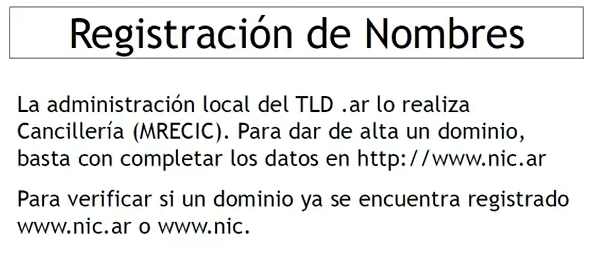 Registración de Nombres
La administración local del TLD .ar lo realiza
Cancillería (MRECIC). Para dar de alta un dominio,
basta con completar los datos en http://www.nic.ar
Para verificar si un dominio ya se encuentra registrado
www.nic.ar o www.nic.